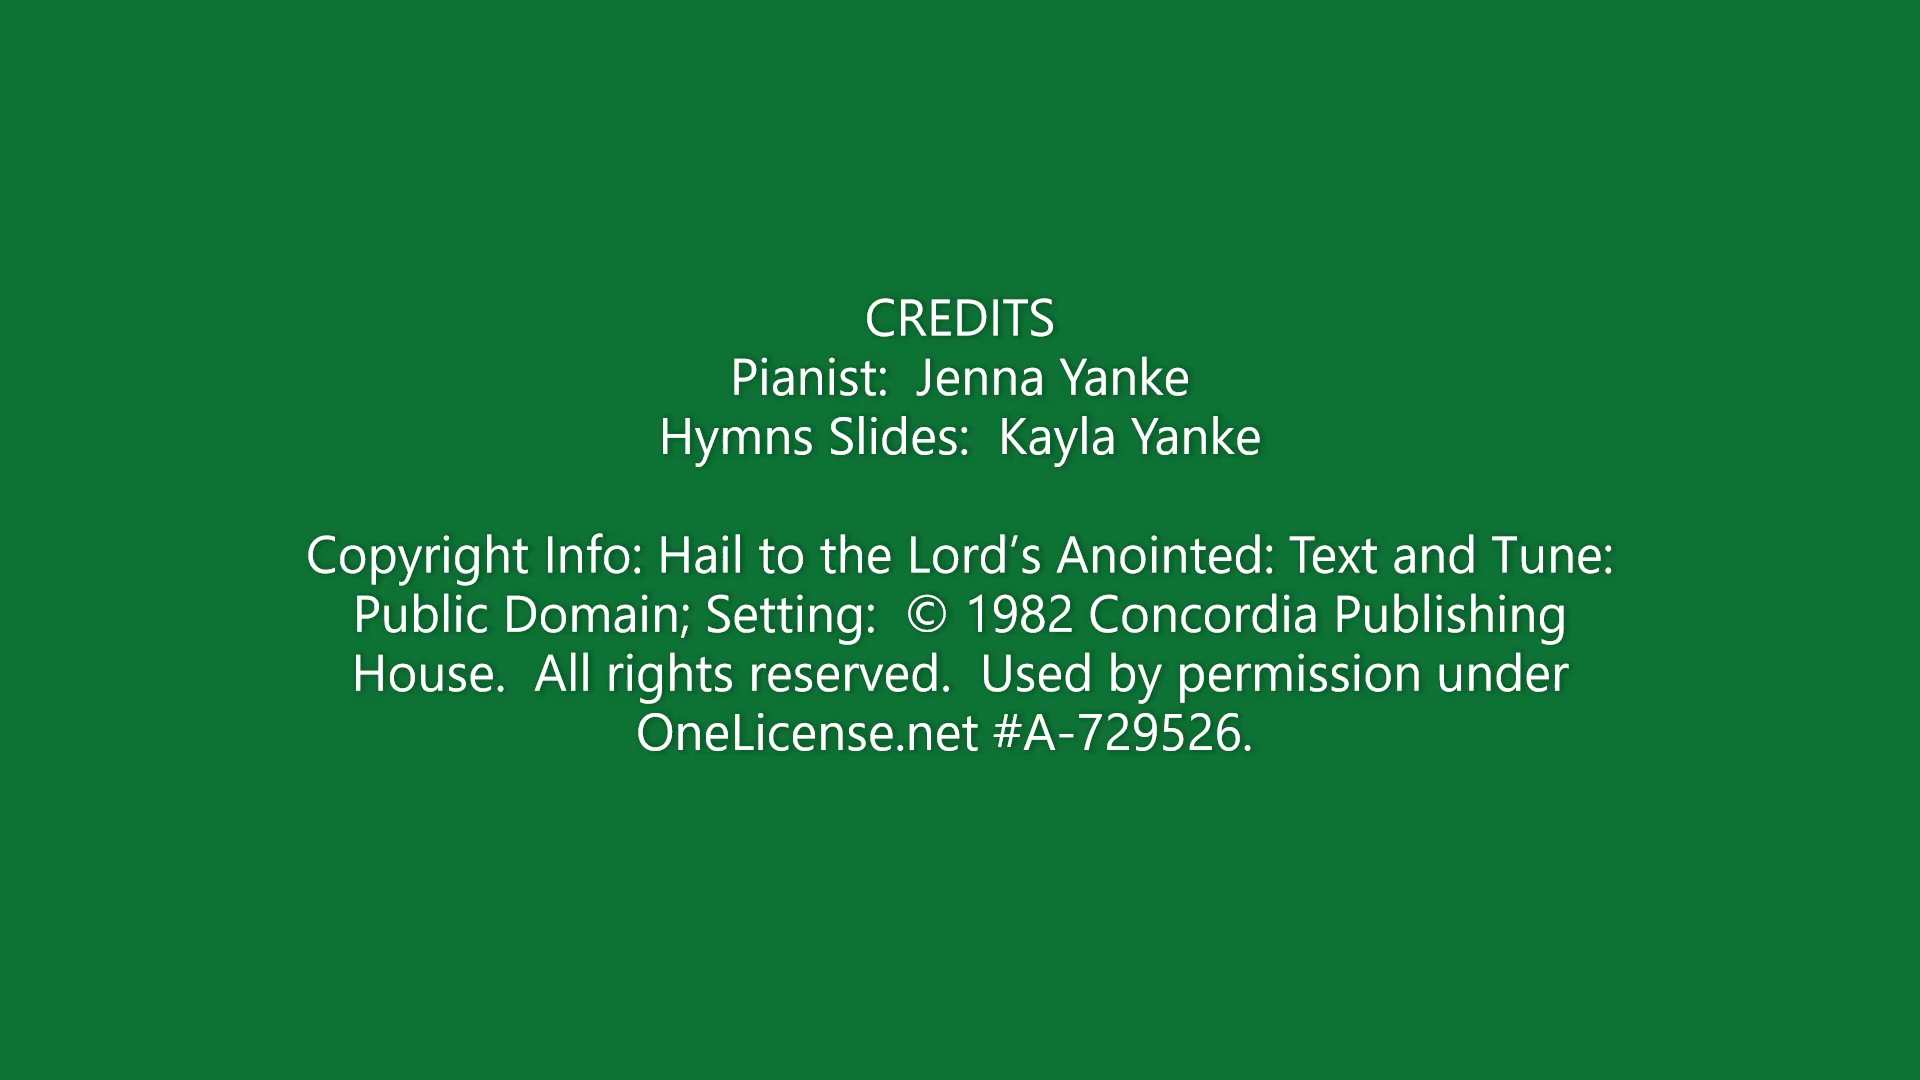 CREDITS
Pianist:  Jenna Yanke
Hymns Slides:  Kayla Yanke
Copyright Info: Hail to the Lord’s Anointed: Text and Tune:
Public Domain; Setting:  © 1982 Concordia Publishing
House.  All rights reserved.  Used by permission under
OneLicense.net #A-729526.